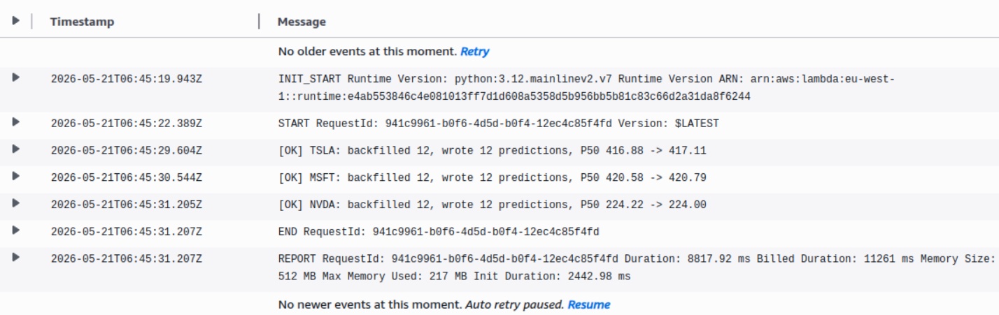 Timestamp Message
No older events at this moment. Retry
2026-05-21T06:45:19.943Z INIT_START Runtime Version: python:3.12.mainlinev2.v7 Runtime Version ARN: arn:aws:lambda:eu-west-
1::runtime:e4ab553846c4e081013ff7d1d608a5358d5b956bb5b81c83c66d2a31da8f6244
2026-05-21T06:45:22.389Z START RequestId: 941c9961-b0f6-4d5d-b0f4-12ec4c85f4fd Version: $LATEST
2026-05-21T06:45:29.604Z [OK] TSLA: backfilled 12, wrote 12 predictions, P50 416.88 -> 417.11
2026-05-21T06:45:30.544Z [OK] MSFT: backfilled 12, wrote 12 predictions, P50 420.58 -> 420.79
2026-05-21T06:45:31.205Z [OK] NVDA: backfilled 12, wrote 12 predictions, P50 224.22 -> 224.00
2026-05-21T06:45:31.207Z END RequestId: 941c9961-b0f6-4d5d-b0f4-12ec4c85f4fd
2026-05-21T06:45:31.207Z REPORT RequestId: 941c9961-b0f6-4d5d-b0f4-12ec4c85f4fd Duration: 8817.92 ms Billed Duration: 11261 ms Memory Size:
512 MB Max Memory Used: 217 MB Init Duration: 2442.98 ms
No newer events at this moment. Auto retry paused. Resume